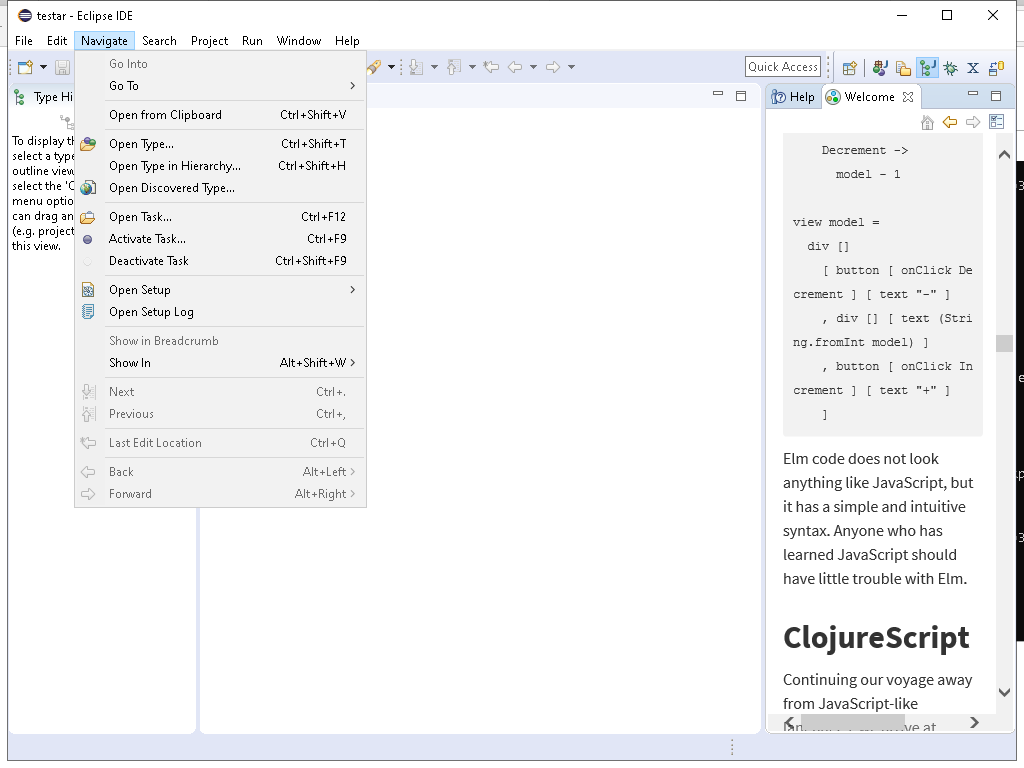 testar - Eclipse IDE
File Edit Navigate Search Project Run Window Help
Quick Access
Type Hi
To display th
select a type
outline view
select the 'O
menu optio
can drag an
(e.g. project
this view.
Go Into
Go To
Open from Clipboard Ctrl+Shift+V
Open Type... Ctrl+Shift+T
Open Type in Hierarchy... Ctrl+Shift+H
Open Discovered Type...
Open Task... Ctrl+F12
Activate Task... Ctrl+F9
Deactivate Task Ctrl+Shift+F9
Open Setup
Open Setup Log
Show in Breadcrumb
Show In Alt+Shift+W
Next Ctrl+.
Previous Ctrl+,
Last Edit Location Ctrl+Q
Back Alt+Left
Forward Alt+Right
Help Welcome
Decrement ->
model - 1
view model =
div []
[ button [ onClick De
crement ] [ text "-" ]
, div [] [ text (Stri
ng.fromInt model) ]
, button [ onClick In
crement ] [ text "+" ]
]
Elm code does not look
anything like JavaScript, but
it has a simple and intuitive
syntax. Anyone who has
learned JavaScript should
have little trouble with Elm.
ClojureScript
Continuing our voyage away
from JavaScript-like